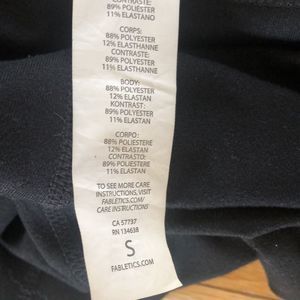 CONTRASTE:
89% POLIÉSTER
11% ELASTANO
CORPS:
88% POLYESTER
12% ELASTHANNE
CONTRASTE:
89% POLYESTER
11% ELASTHANNE
BODY:
88% POLYESTER
12% ELASTAN
KONTRAST:
89% POLYESTER
11% ELASTAN
CORPO:
88% POLIESTERE
12% ELASTAN
CONTRASTO:
89% POLIESTERE
11% ELASTAN
TO SEE MORE CARE
INSTRUCTIONS, VISIT
FABLETICS.COM/
CARE INSTRUCTIONS
CA 57737
RN 134638
S
FABLETICS.COM